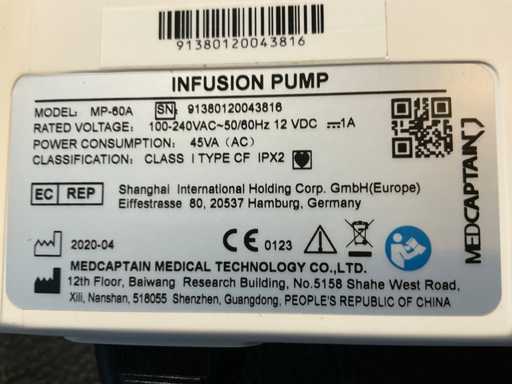 91380120043816
INFUSION PUMP
MODEL: MP-60A SN: 91380120043816
RATED VOLTAGE: 100-240VAC~50/60Hz 12 VDC ⎓1A
POWER CONSUMPTION: 45VA (AC)
CLASSIFICATION: CLASS I TYPE CF IPX2
EC REP
Shanghai International Holding Corp. GmbH(Europe)
Eiffestrasse 80, 20537 Hamburg, Germany
2020-04
CE 0123
MEDCAPTAIN MEDICAL TECHNOLOGY CO.,LTD.
12th Floor, Baiwang Research Building, No.5158 Shahe West Road,
Xili, Nanshan, 518055 Shenzhen, Guangdong, PEOPLE'S REPUBLIC OF CHINA
MEDCAPTAIN